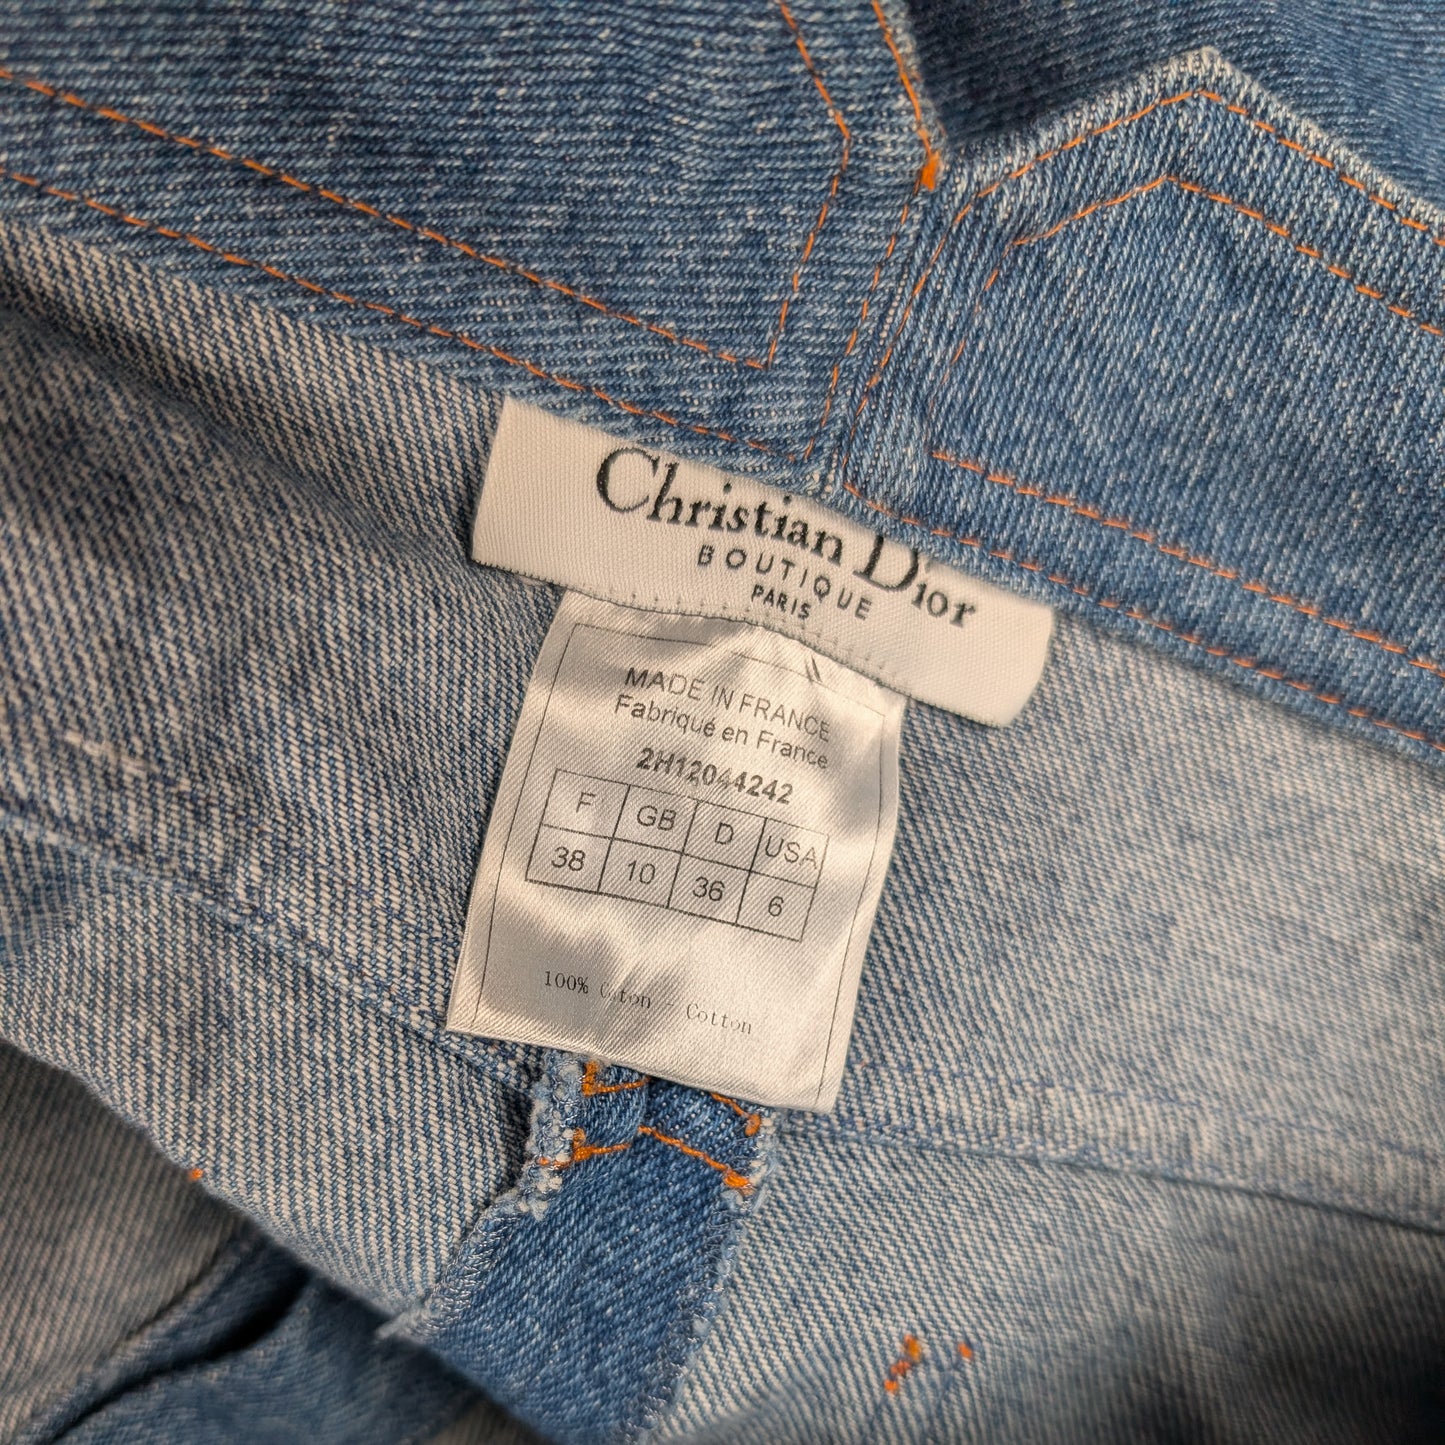 Christian Dior
BOUTIQUE
PARIS
MADE IN FRANCE
Fabriqué en France
2H12044242
F GB D USA
38 10 36 6
100% - Cotton